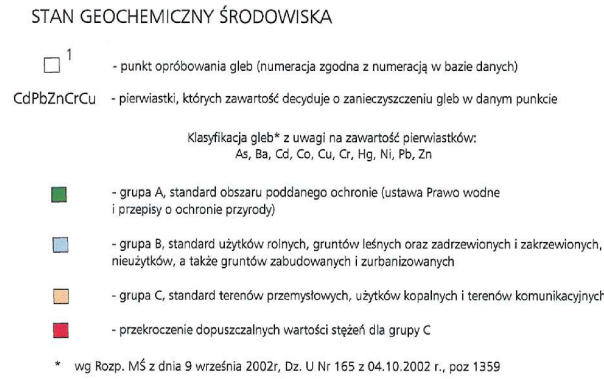 STAN GEOCHEMICZNY ŚRODOWISKA
1
- punkt opróbowania gleb (numeracja zgodna z numeracją w bazie danych)
CdPbZnCrCu - pierwiastki, których zawartość decyduje o zanieczyszczeniu gleb w danym punkcie
Klasyfikacja gleb* z uwagi na zawartość pierwiastków:
As, Ba, Cd, Co, Cu, Cr, Hg, Ni, Pb, Zn
- grupa A, standard obszaru poddanego ochronie (ustawa Prawo wodne
i przepisy o ochronie przyrody)
- grupa B, standard użytków rolnych, gruntów leśnych oraz zadrzewionych i zakrzewionych,
nieużytków, a także gruntów zabudowanych i zurbanizowanych
- grupa C, standard terenów przemysłowych, użytków kopalnych i terenów komunikacyjnych
- przekroczenie dopuszczalnych wartości stężeń dla grupy C
* wg Rozp. MŚ z dnia 9 września 2002r, Dz. U Nr 165 z 04.10.2002 r., poz 1359